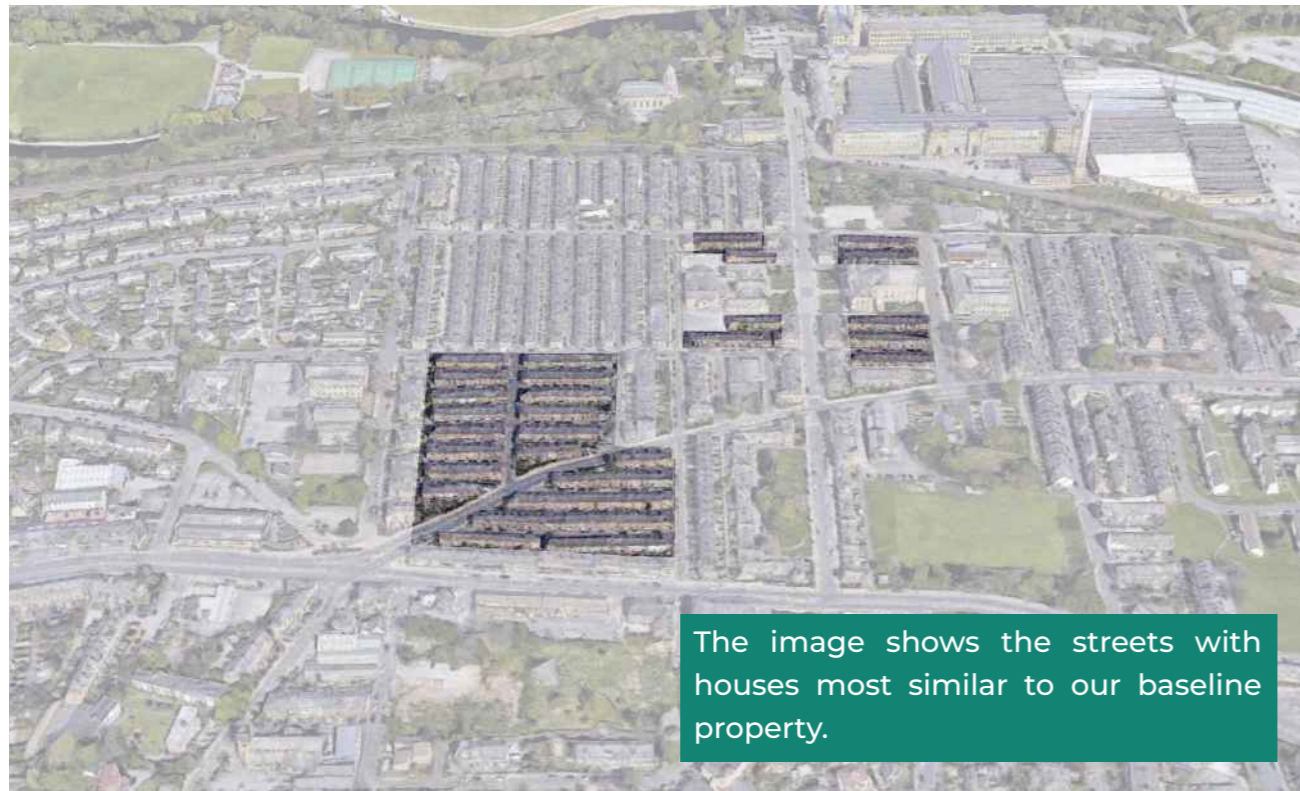 The image shows the streets with
houses most similar to our baseline
property.